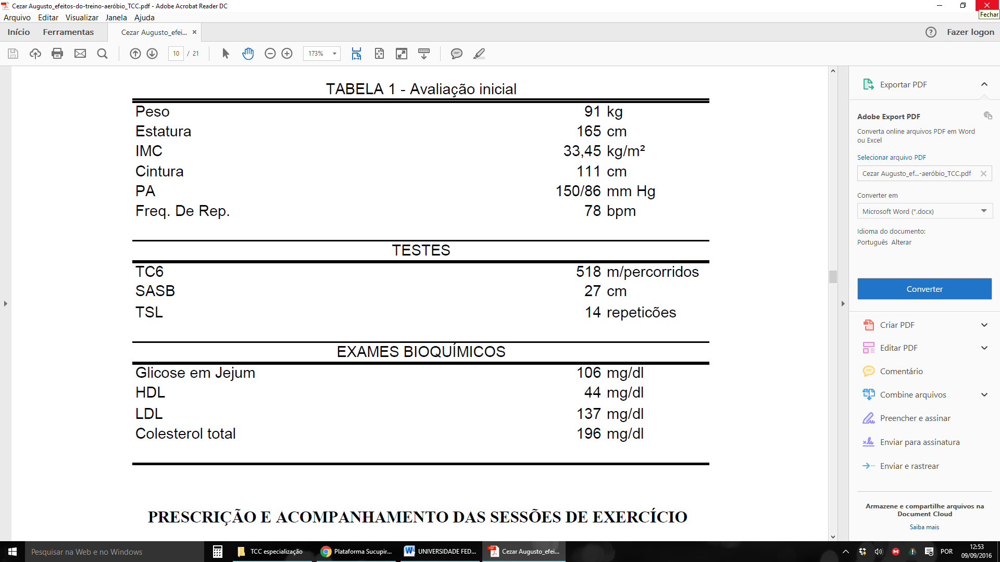 Cezar Augusto_efeitos-do-treino-aeróbio_TCC.pdf - Adobe Acrobat Reader DC
Fechar
Arquivo Editar Visualizar Janela Ajuda
Início Ferramentas Cezar Augusto_efei... × ? Fazer logon
10 / 21 173%
TABELA 1 - Avaliação inicial
Peso 91 kg
Estatura 165 cm
IMC 33,45 kg/m²
Cintura 111 cm
PA 150/86 mm Hg
Freq. De Rep. 78 bpm
TESTES
TC6 518 m/percorridos
SASB 27 cm
TSL 14 repeticões
EXAMES BIOQUÍMICOS
Glicose em Jejum 106 mg/dl
HDL 44 mg/dl
LDL 137 mg/dl
Colesterol total 196 mg/dl
PRESCRIÇÃO E ACOMPANHAMENTO DAS SESSÕES DE EXERCÍCIO
Exportar PDF
Adobe Export PDF
Converta online arquivos PDF em Word
ou Excel
Selecionar arquivo PDF
Cezar Augusto_ef...-aeróbio_TCC.pdf
Converter em
Microsoft Word (*.docx)
Idioma do documento:
Português Alterar
Converter
Criar PDF
Editar PDF
Comentário
Combine arquivos
Preencher e assinar
Enviar para assinatura
Enviar e rastrear
Armazene e compartilhe arquivos na
Document Cloud
Saiba mais
Pesquisar na Web e no Windows
TCC especialização
Plataforma Sucupir...
UNIVERSIDADE FED...
Cezar Augusto_efei...
POR
12:53
09/09/2016